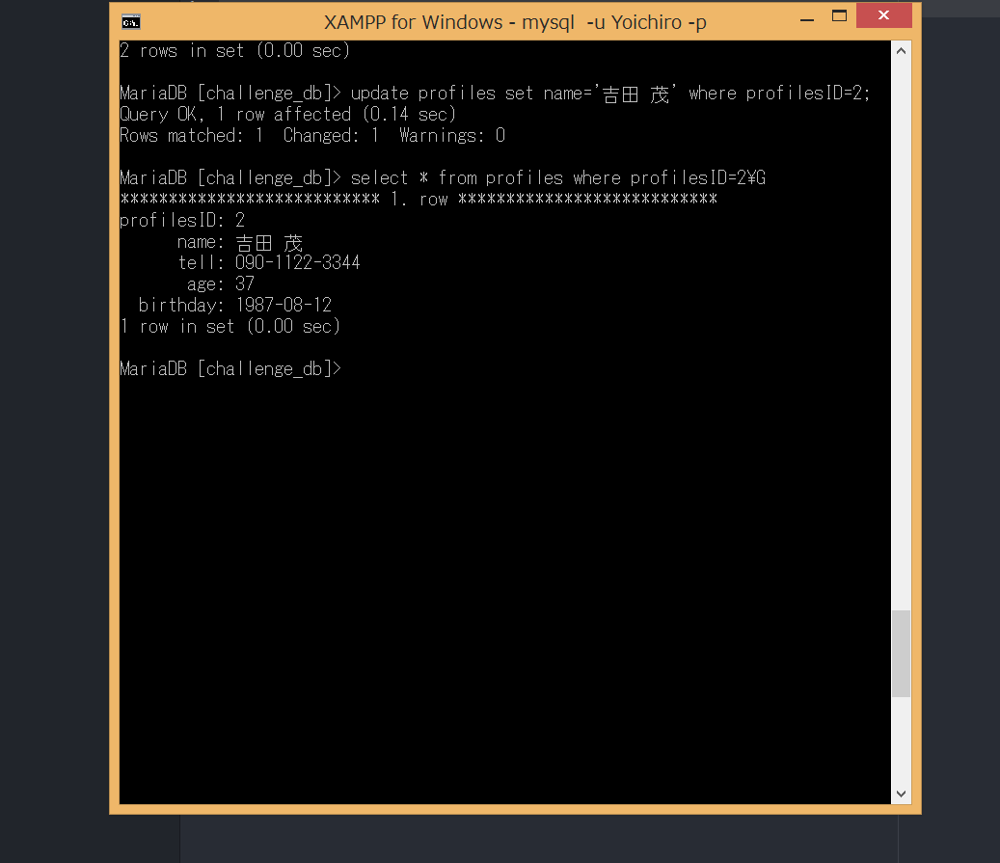 XAMPP for Windows - mysql  -u Yoichiro -p
2 rows in set (0.00 sec)
MariaDB [challenge_db]> update profiles set name='吉田 茂' where profilesID=2;
Query OK, 1 row affected (0.14 sec)
Rows matched: 1  Changed: 1  Warnings: 0
MariaDB [challenge_db]> select * from profiles where profilesID=2¥G
*************************** 1. row ***************************
profilesID: 2
name: 吉田 茂
tell: 090-1122-3344
age: 37
birthday: 1987-08-12
1 row in set (0.00 sec)
MariaDB [challenge_db]>